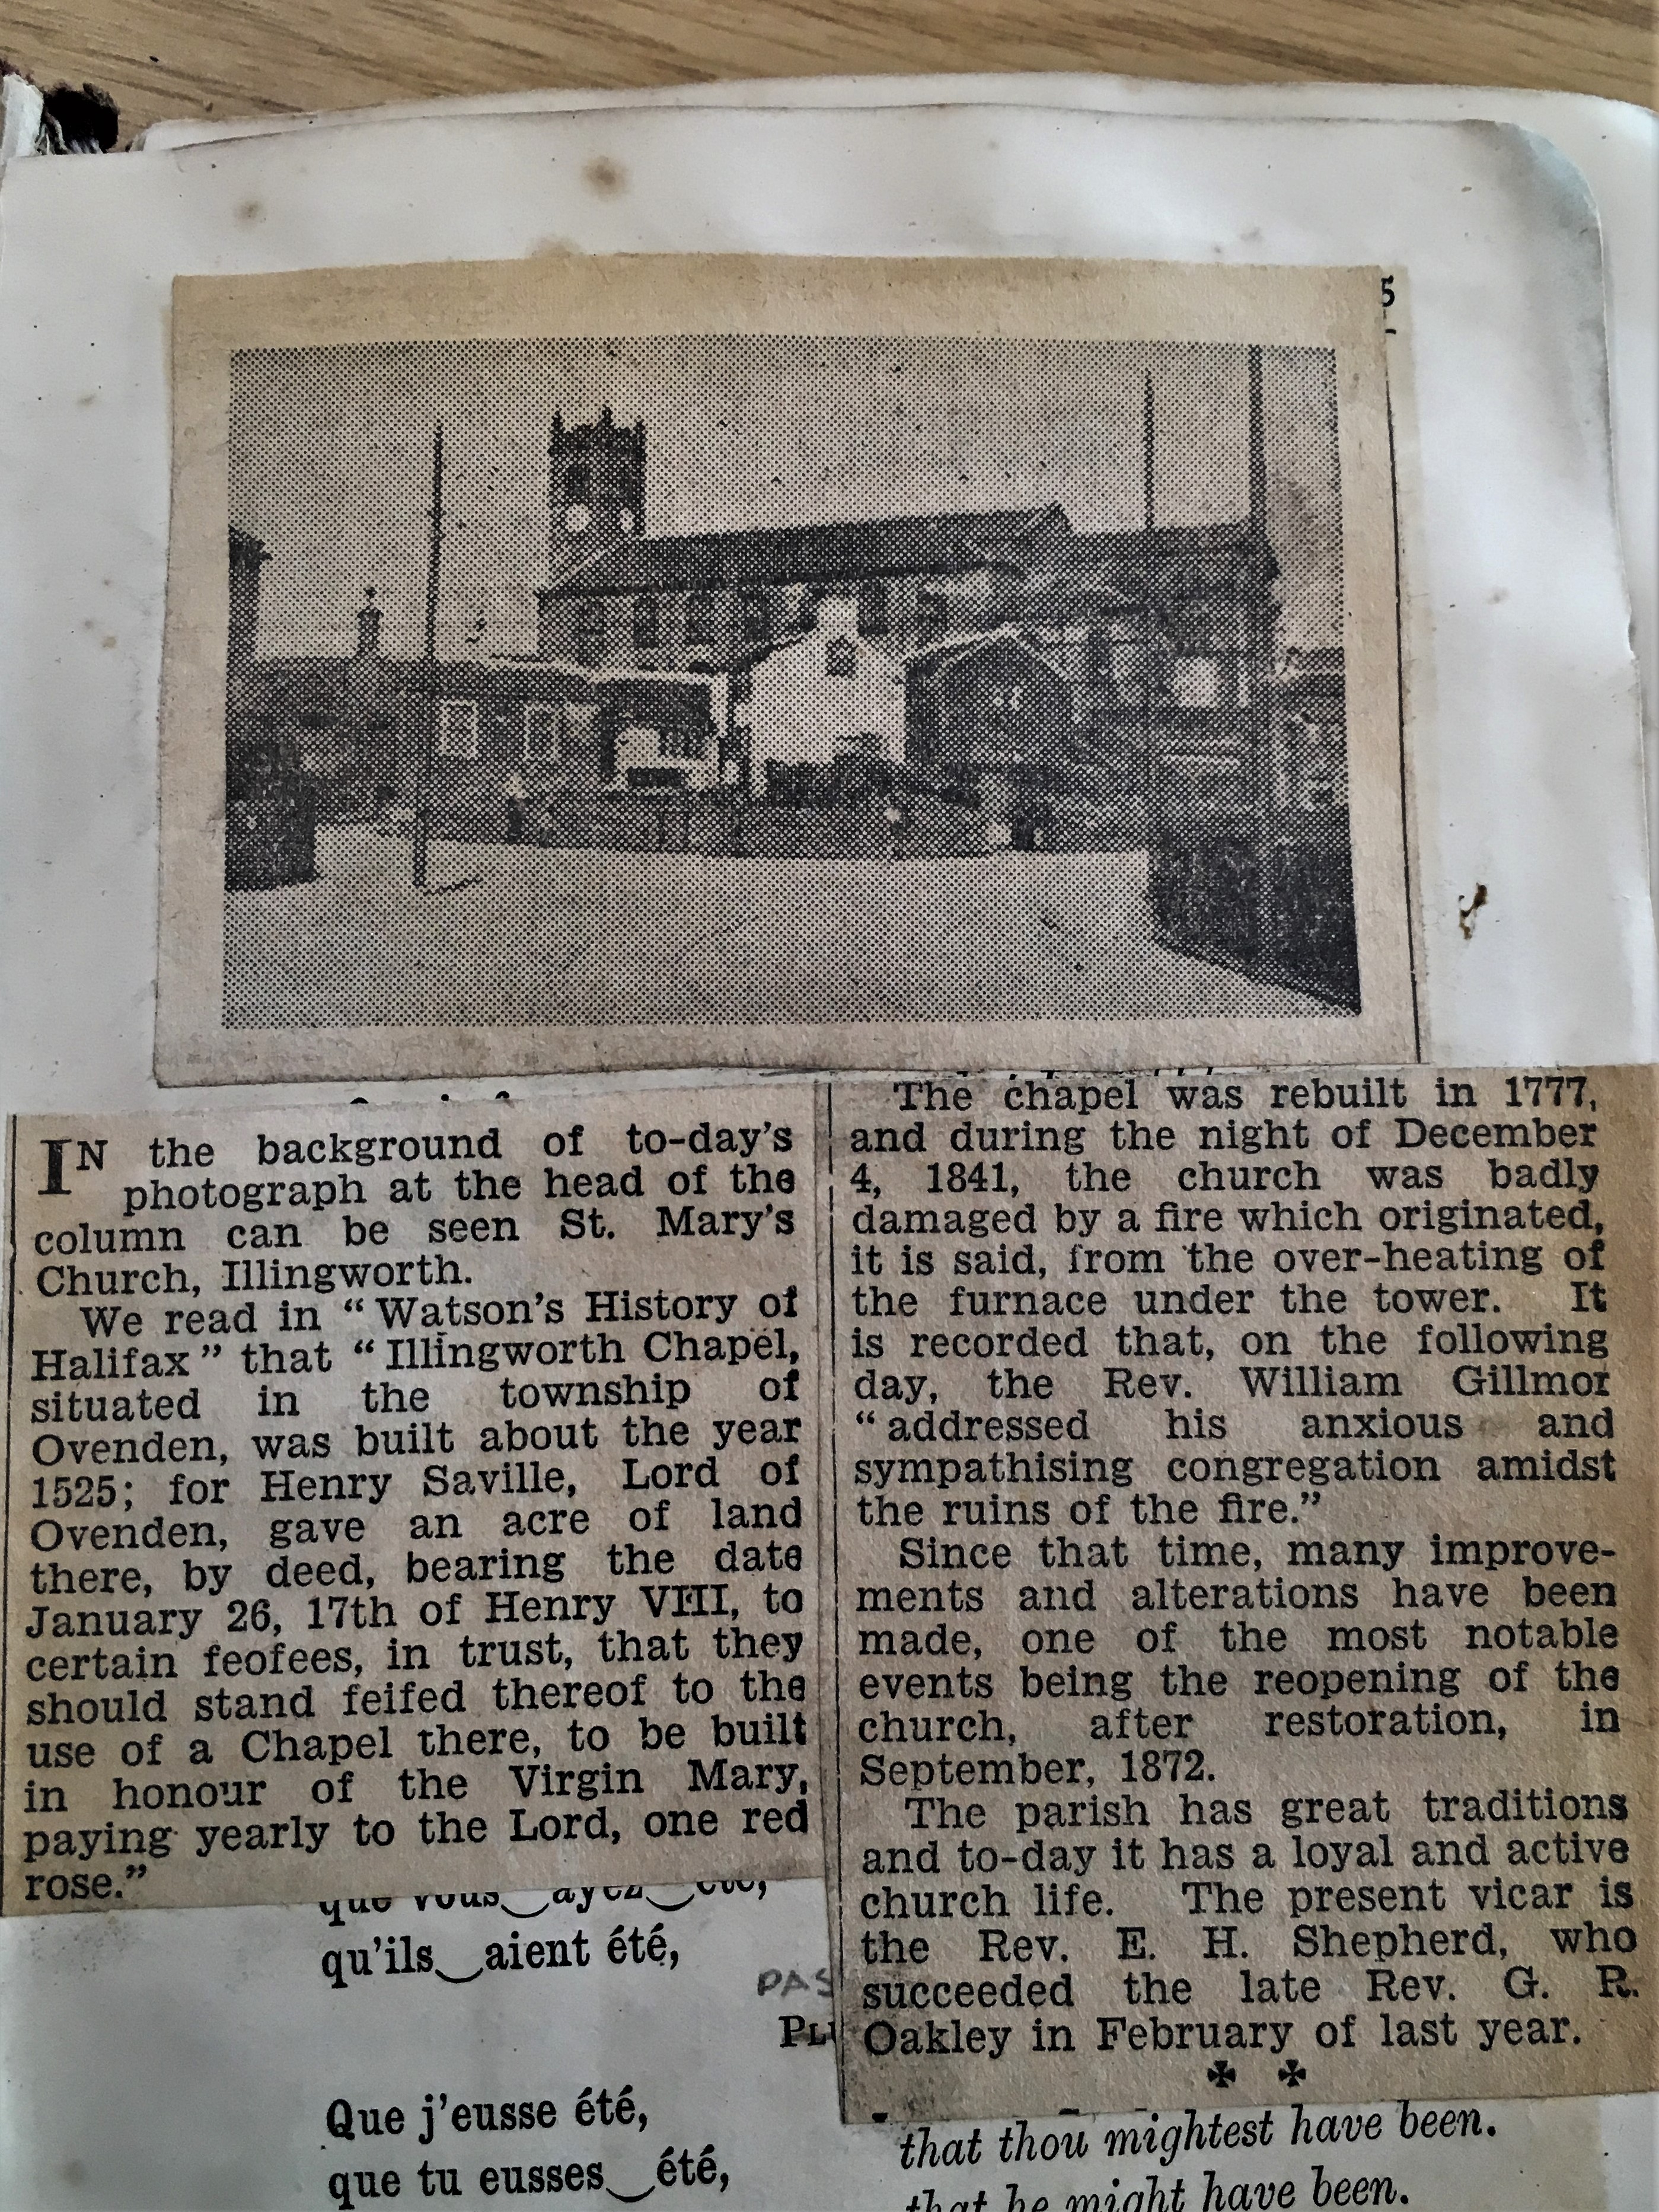 5
IN the background of to-day's
photograph at the head of the
column can be seen St. Mary's
Church, Illingworth.
We read in “Watson's History of
Halifax” that “Illingworth Chapel,
situated in the township of
Ovenden, was built about the year
1525; for Henry Saville, Lord of
Ovenden, gave an acre of land
there, by deed, bearing the date
January 26, 17th of Henry VIII, to
certain feofees, in trust, that they
should stand feifed thereof to the
use of a Chapel there, to be built
in honour of the Virgin Mary,
paying yearly to the Lord, one red
rose.”
The chapel was rebuilt in 1777,
and during the night of December
4, 1841, the church was badly
damaged by a fire which originated,
it is said, from the over-heating of
the furnace under the tower. It
is recorded that, on the following
day, the Rev. William Gillmor
“addressed his anxious and
sympathising congregation amidst
the ruins of the fire.”
Since that time, many improve-
ments and alterations have been
made, one of the most notable
events being the reopening of the
church, after restoration, in
September, 1872.
The parish has great traditions
and to-day it has a loyal and active
church life. The present vicar is
the Rev. E. H. Shepherd, who
succeeded the late Rev. G. R.
Oakley in February of last year.
que vous‿ayez‿été,
qu'ils‿aient été,
PAS
PLU
Que j'eusse été,
que tu eusses‿été,
that thou mightest have been.
that he might have been.